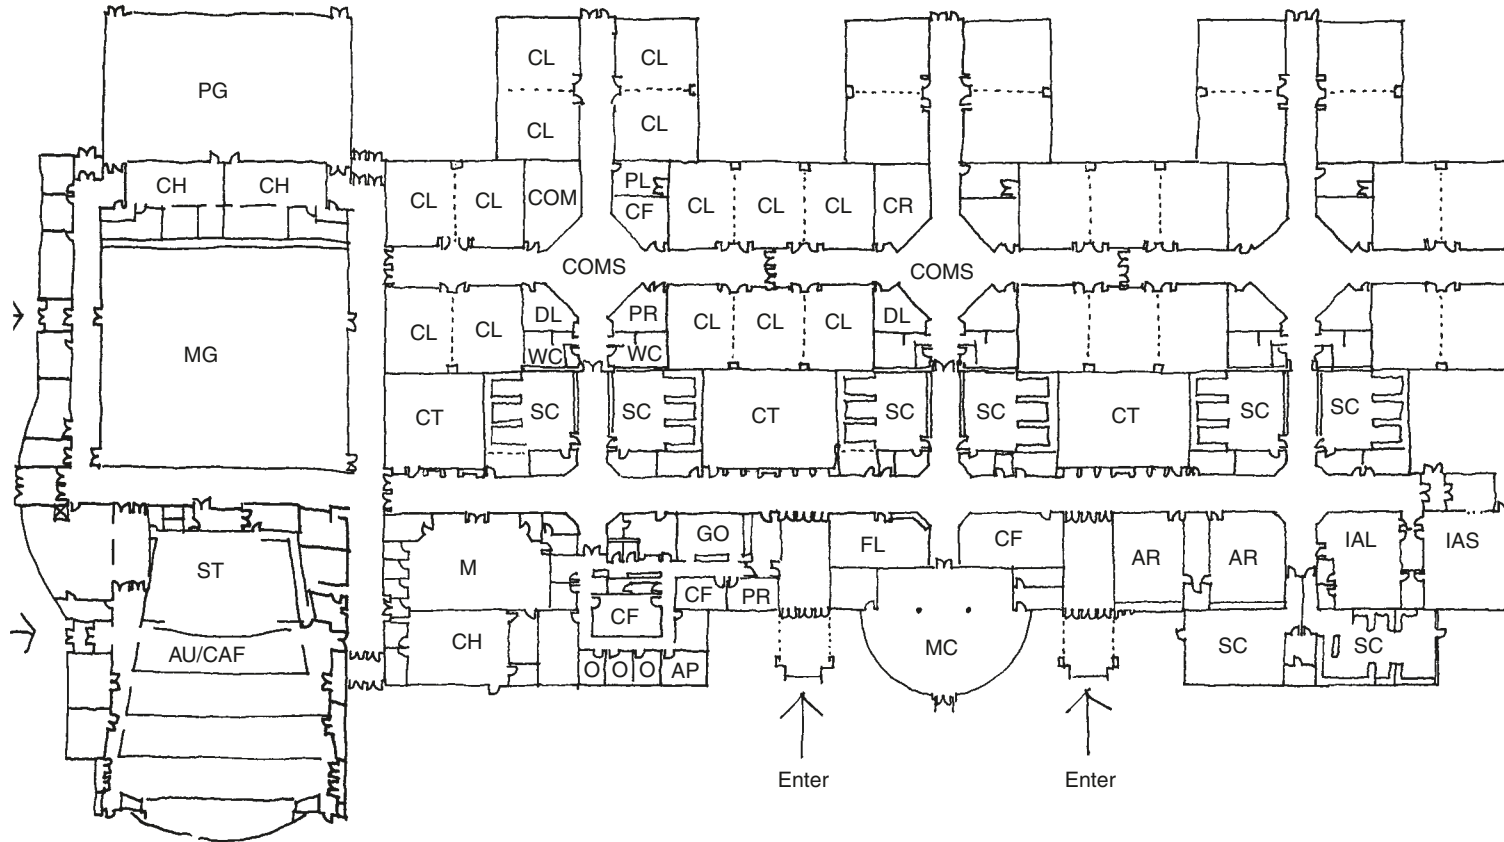 CL CL
PG
CL CL
PL
CH CH
CL CL COM CF CL CL CL CR
COMS COMS
DL PR DL
CL CL CL CL CL
MG
WC WC
CT SC SC CT SC SC CT SC SC
GO
FL CF AR AR IAL IAS
ST M
CF PR
CF
CH
AU/CAF MC SC SC
O O O AP
Enter Enter